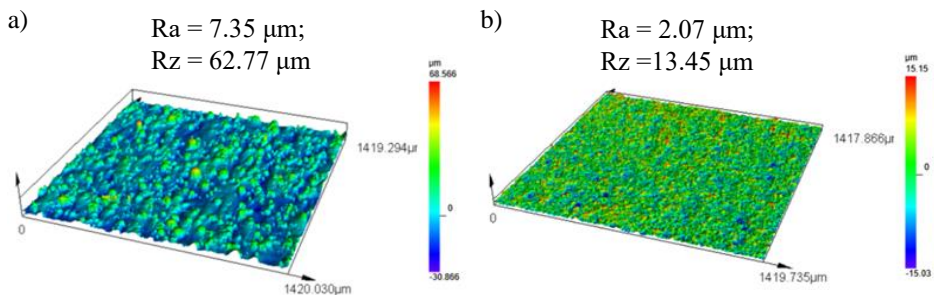 a)
Ra = 7.35 μm;
Rz = 62.77 μm
μm
68.566
0
-30.866
1419.294μm
0
1420.030μm
b)
Ra = 2.07 μm;
Rz =13.45 μm
μm
15.15
0
-15.03
1417.866μm
0
1419.735μm